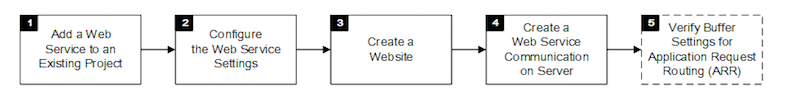 1
Add a Web
Service to an
Existing Project
2
Configure
the Web Service
Settings
3
Create a
Website
4
Create a
Web Service
Communication
on Server
5
Verify Buffer
Settings for
Application Request
Routing (ARR)